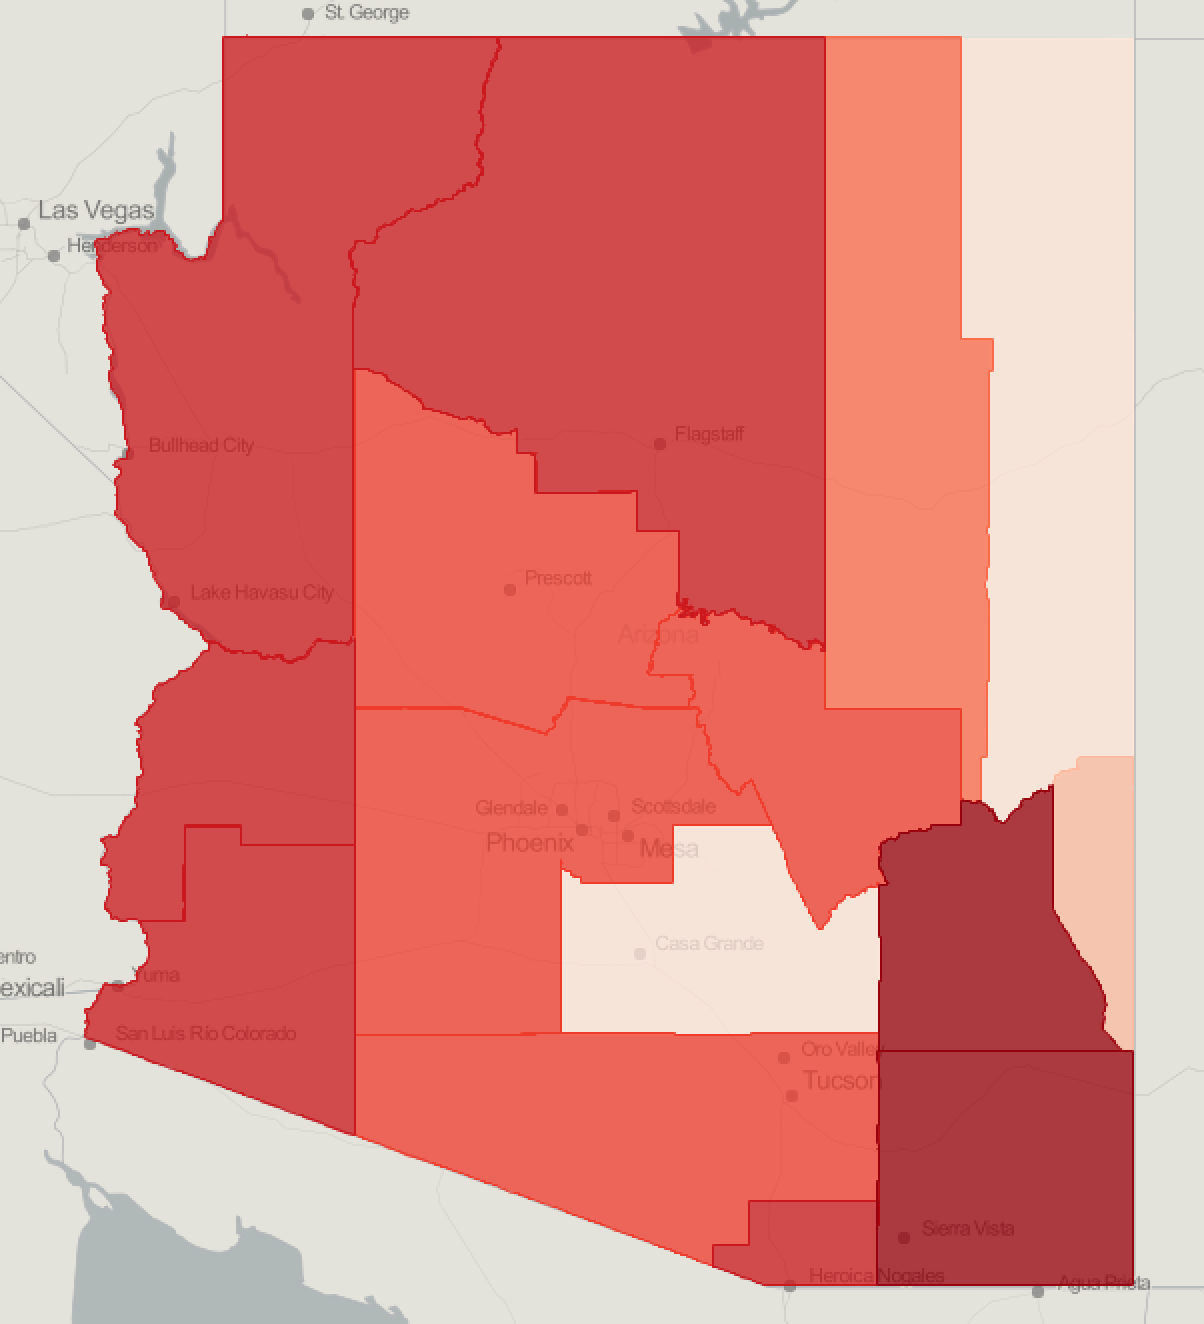 St. George
Las Vegas
Henderson
Bullhead City
Flagstaff
Lake Havasu City
Prescott
Arizona
Glendale
Scottsdale
Phoenix
Mesa
Casa Grande
entro
Yuma
exicali
San Luis Río Colorado
Puebla
Oro Valley
Tucson
Sierra Vista
Heroica Nogales
Agua Prieta